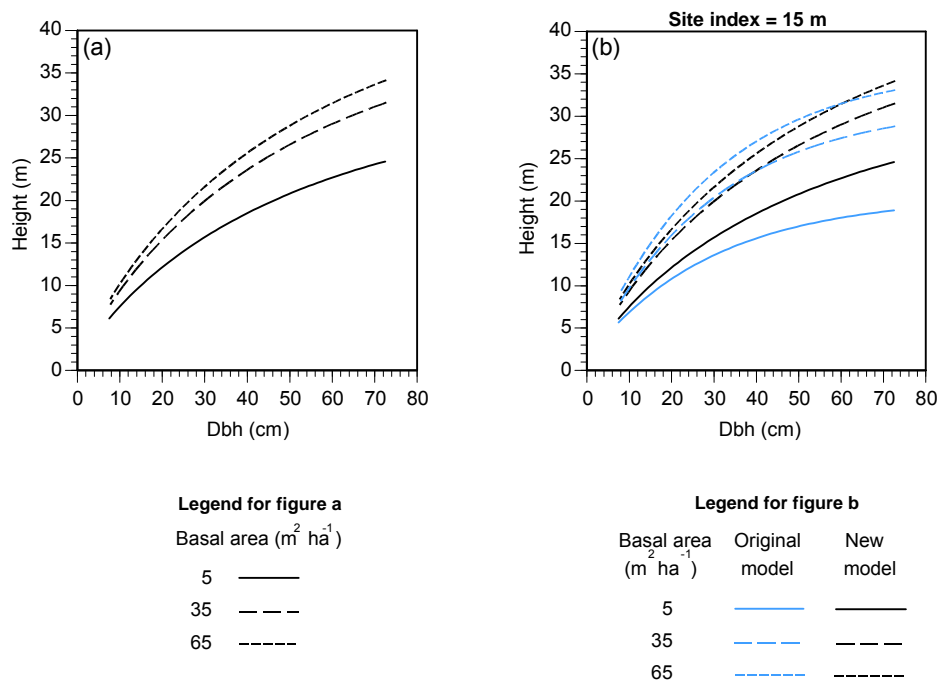 (a)
Height (m)
40
35
30
25
20
15
10
5
0
0 10 20 30 40 50 60 70 80
Dbh (cm)
Site index = 15 m
(b)
Height (m)
40
35
30
25
20
15
10
5
0
0 10 20 30 40 50 60 70 80
Dbh (cm)
Legend for figure a
Basal area (m² ha⁻¹)
5
35
65
Legend for figure b
Basal area Original New
(m² ha⁻¹) model model
5
35
65